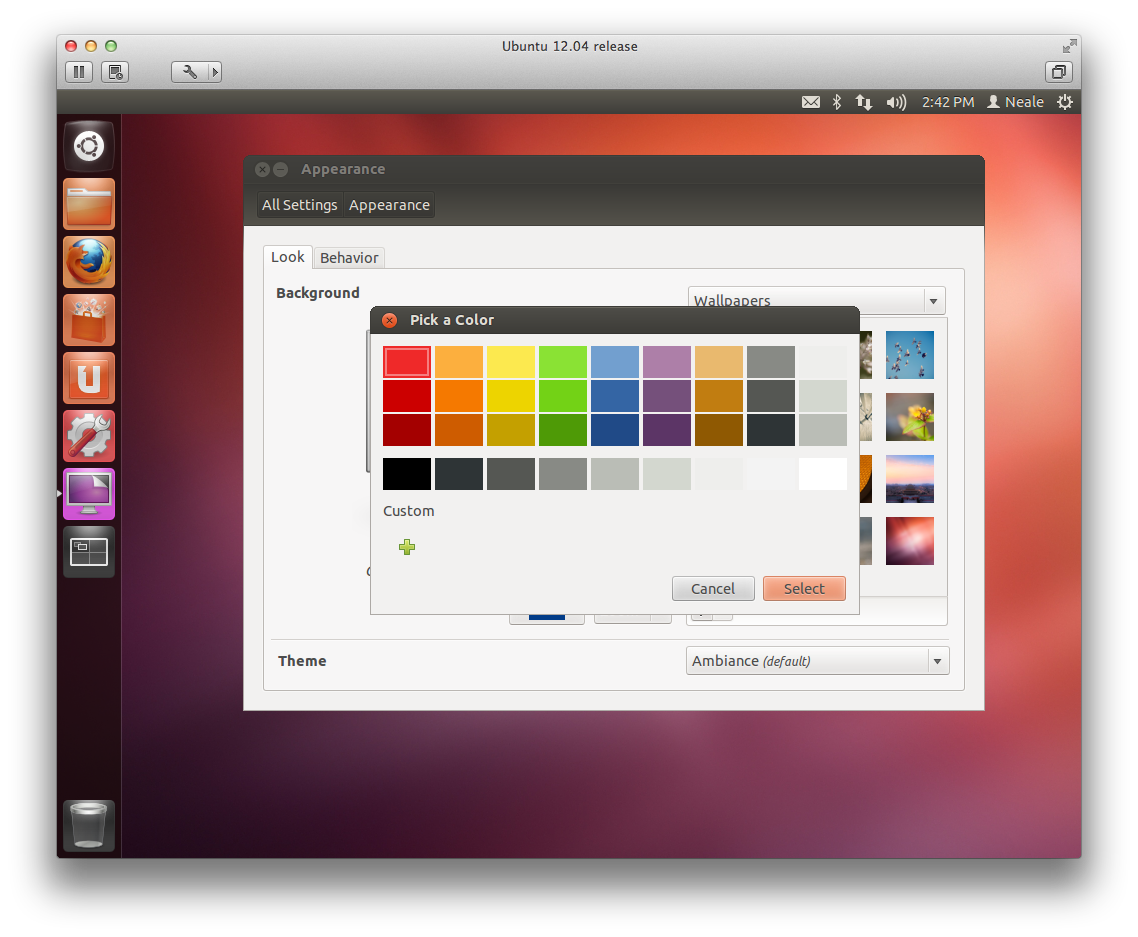 Ubuntu 12.04 release
2:42 PM Neale
Appearance
All Settings Appearance
Look Behavior
Background
Wallpapers
Pick a Color
Custom
Cancel Select
Theme
Ambiance (default)